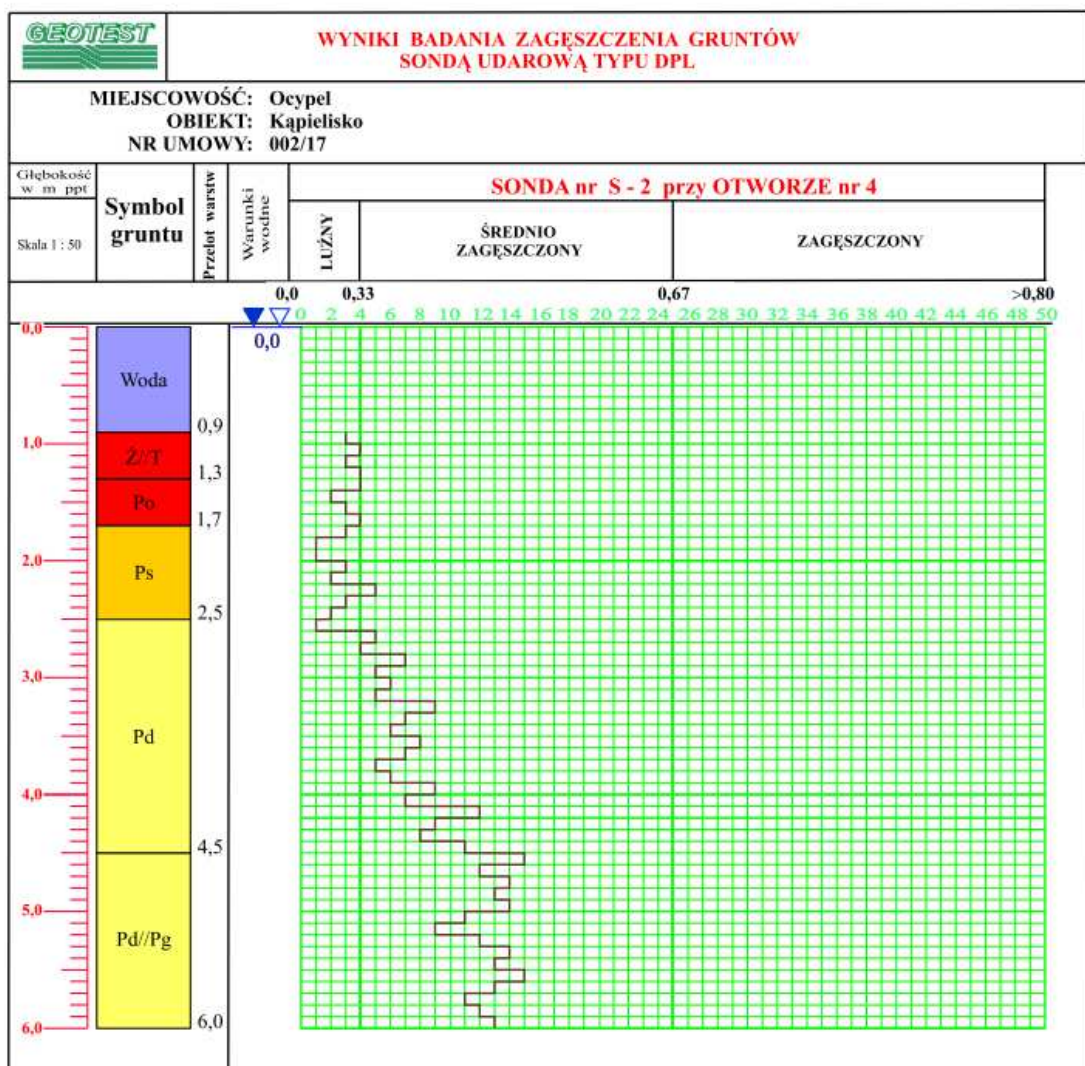 GEOTEST
WYNIKI BADANIA ZAGĘSZCZENIA GRUNTÓW
SONDĄ UDAROWĄ TYPU DPL
MIEJSCOWOŚĆ: Ocypel
OBIEKT: Kąpielisko
NR UMOWY: 002/17
Głębokość
w m ppt
Skala 1 : 50
Symbol
gruntu
Przelot warstw
Warunki
wodne
SONDA nr S - 2 przy OTWORZE nr 4
LUŹNY
ŚREDNIO
ZAGĘSZCZONY
ZAGĘSZCZONY
0,0 0,33 0,67 >0,80
0 2 4 6 8 10 12 14 16 18 20 22 24 26 28 30 32 34 36 38 40 42 44 46 48 50
0,0
0,0
Woda
0,9
1,0
Ż//T
1,3
Po
1,7
2,0
Ps
2,5
3,0
Pd
4,0
4,5
5,0
Pd//Pg
6,0
6,0